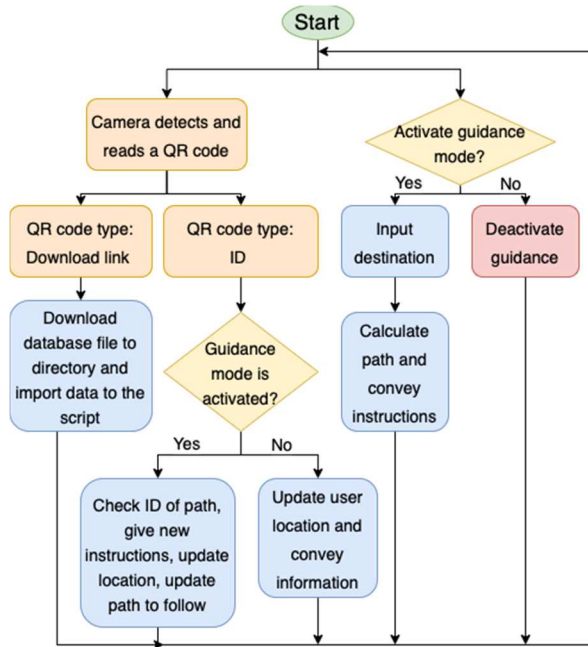 Start
Camera detects and
reads a QR code
Activate guidance
mode?
Yes
No
QR code type:
Download link
QR code type:
ID
Input
destination
Deactivate
guidance
Download
database file to
directory and
import data to the
script
Guidance
mode is
activated?
Calculate
path and
convey
instructions
Yes
No
Check ID of path,
give new
instructions, update
location, update
path to follow
Update user
location and
convey
information